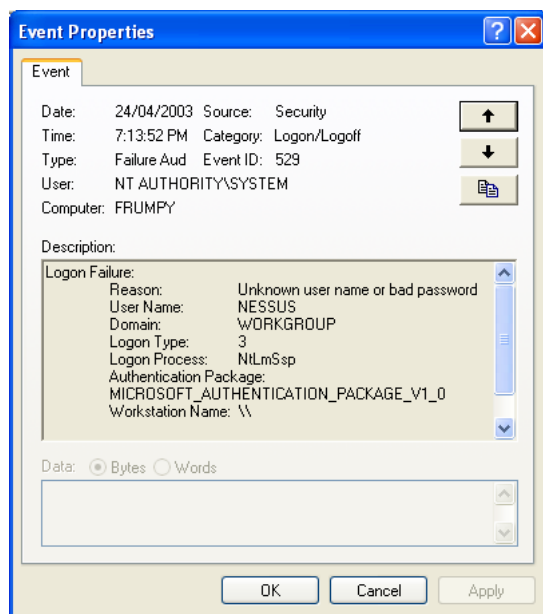 Event Properties
Event
Date: 24/04/2003 Source: Security
Time: 7:13:52 PM Category: Logon/Logoff
Type: Failure Aud Event ID: 529
User: NT AUTHORITY\SYSTEM
Computer: FRUMPY
Description:
Logon Failure:
Reason: Unknown user name or bad password
User Name: NESSUS
Domain: WORKGROUP
Logon Type: 3
Logon Process: NtLmSsp
Authentication Package:
MICROSOFT_AUTHENTICATION_PACKAGE_V1_0
Workstation Name: \\
Data: Bytes Words
OK Cancel Apply